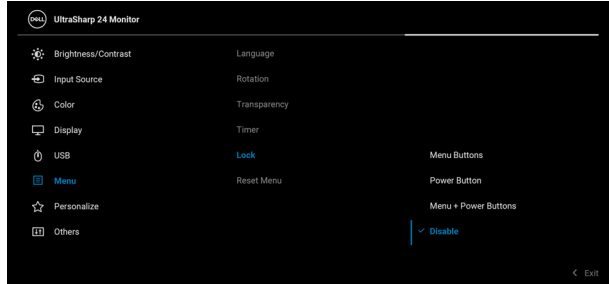 DELL UltraSharp 24 Monitor
Brightness/Contrast Language
Input Source Rotation
Color Transparency
Display Timer
USB Lock Menu Buttons
Menu Reset Menu Power Button
Personalize Menu + Power Buttons
Others Disable
Exit